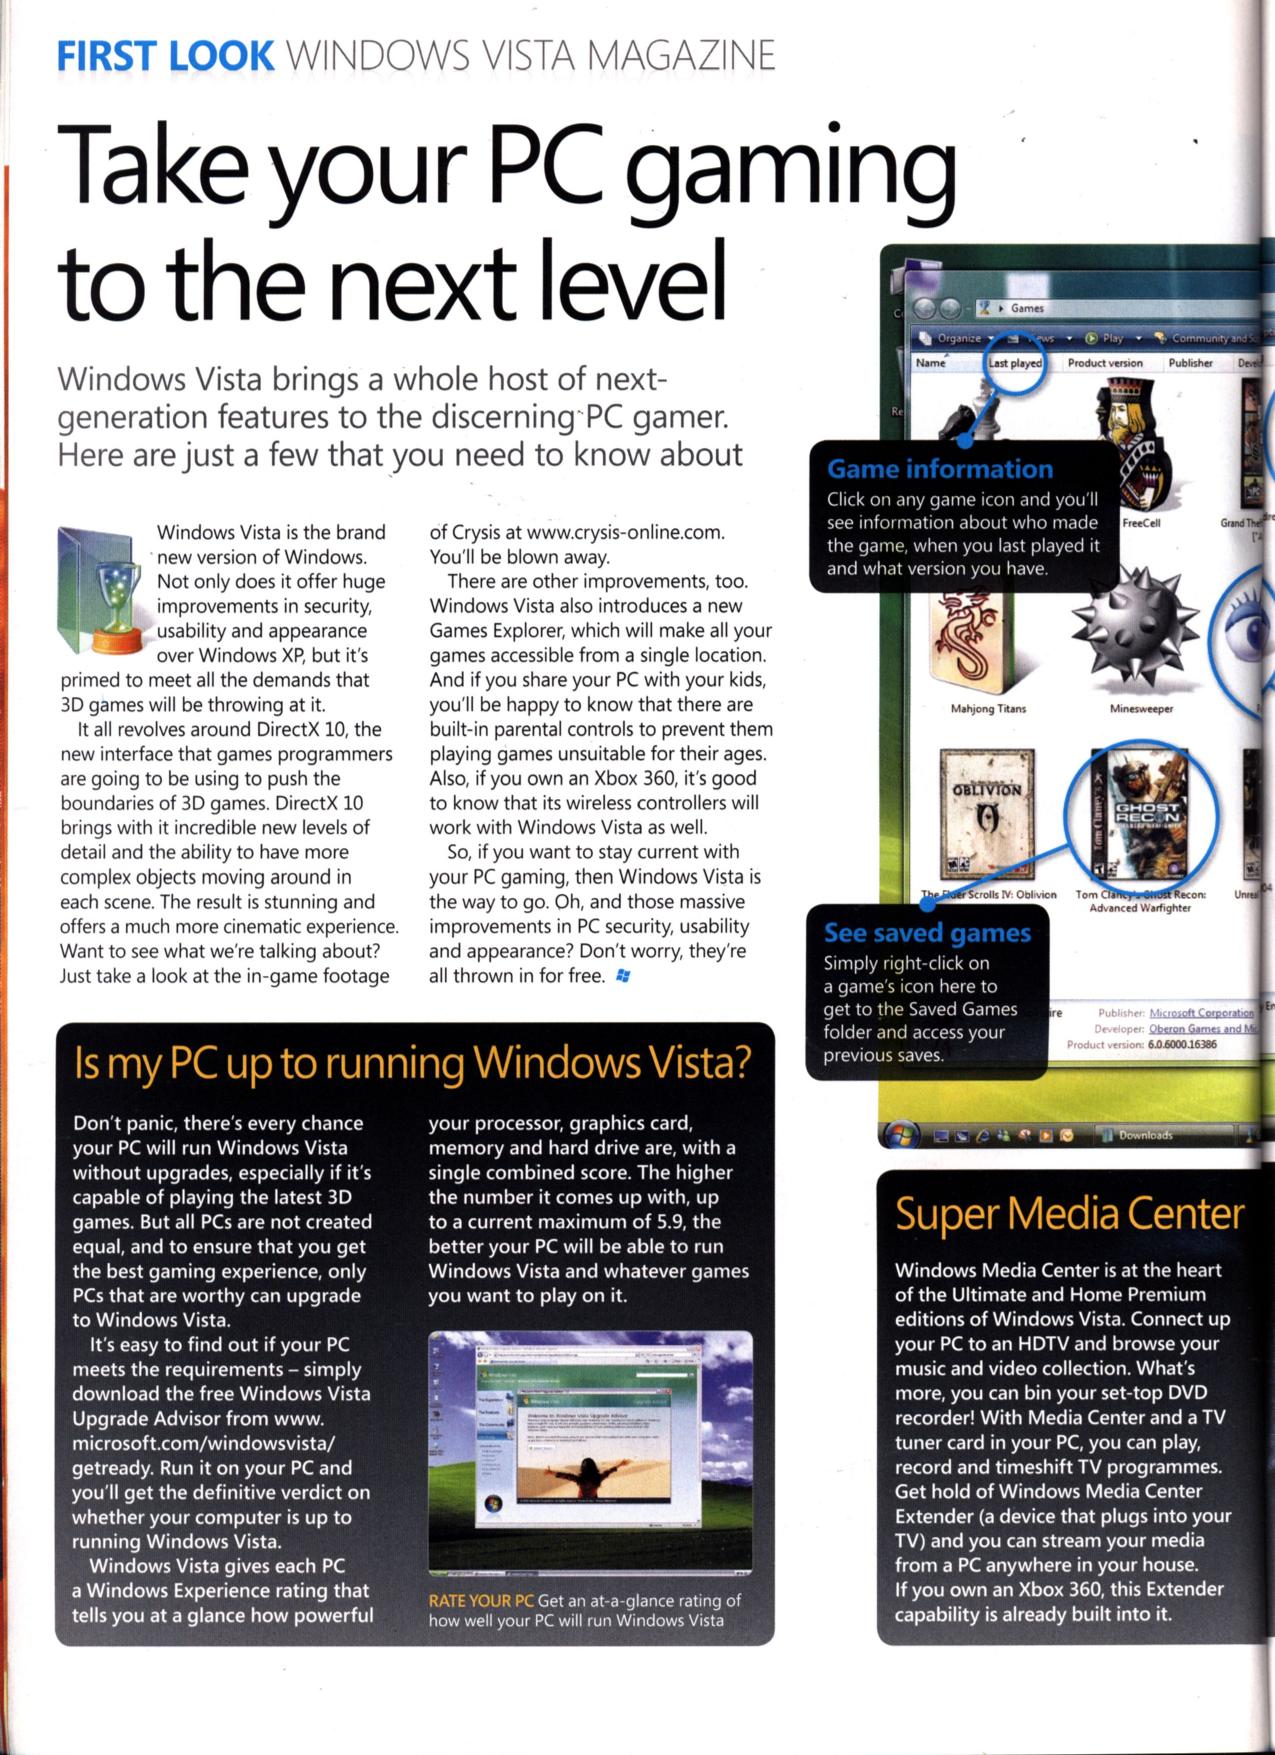 FIRST LOOK WINDOWS VISTA MAGAZINE
Take your PC gaming
to the next level
Windows Vista brings a whole host of next-
generation features to the discerning PC gamer.
Here are just a few that you need to know about
Windows Vista is the brand
new version of Windows.
Not only does it offer huge
improvements in security,
usability and appearance
over Windows XP, but it's
primed to meet all the demands that
3D games will be throwing at it.
It all revolves around DirectX 10, the
new interface that games programmers
are going to be using to push the
boundaries of 3D games. DirectX 10
brings with it incredible new levels of
detail and the ability to have more
complex objects moving around in
each scene. The result is stunning and
offers a much more cinematic experience.
Want to see what we're talking about?
Just take a look at the in-game footage
of Crysis at www.crysis-online.com.
You'll be blown away.
There are other improvements, too.
Windows Vista also introduces a new
Games Explorer, which will make all your
games accessible from a single location.
And if you share your PC with your kids,
you'll be happy to know that there are
built-in parental controls to prevent them
playing games unsuitable for their ages.
Also, if you own an Xbox 360, it's good
to know that its wireless controllers will
work with Windows Vista as well.
So, if you want to stay current with
your PC gaming, then Windows Vista is
the way to go. Oh, and those massive
improvements in PC security, usability
and appearance? Don't worry, they're
all thrown in for free.
Games
Organize Play Community and
Name Last played Product version Publisher
Game information
Click on any game icon and you'll
see information about who made
the game, when you last played it
and what version you have.
FreeCell
Grand
Mahjong Titans
Minesweeper
OBLIVION
Tom Clancy's
GHOST
RECON
The Elder Scrolls IV: Oblivion
Tom Clancy's Ghost Recon:
Advanced Warfighter
See saved games
Simply right-click on
a game's icon here to
get to the Saved Games
folder and access your
previous saves.
Publisher: Microsoft Corporation
Developer: Oberon Games and
Product version: 6.0.6000.16386
Downloads
Is my PC up to running Windows Vista?
Don't panic, there's every chance
your PC will run Windows Vista
without upgrades, especially if it's
capable of playing the latest 3D
games. But all PCs are not created
equal, and to ensure that you get
the best gaming experience, only
PCs that are worthy can upgrade
to Windows Vista.
It's easy to find out if your PC
meets the requirements – simply
download the free Windows Vista
Upgrade Advisor from www.
microsoft.com/windowsvista/
getready. Run it on your PC and
you'll get the definitive verdict on
whether your computer is up to
running Windows Vista.
Windows Vista gives each PC
a Windows Experience rating that
tells you at a glance how powerful
your processor, graphics card,
memory and hard drive are, with a
single combined score. The higher
the number it comes up with, up
to a current maximum of 5.9, the
better your PC will be able to run
Windows Vista and whatever games
you want to play on it.
Welcome to Windows Vista Upgrade Advisor
RATE YOUR PC Get an at-a-glance rating of
how well your PC will run Windows Vista
Super Media Center
Windows Media Center is at the heart
of the Ultimate and Home Premium
editions of Windows Vista. Connect up
your PC to an HDTV and browse your
music and video collection. What's
more, you can bin your set-top DVD
recorder! With Media Center and a TV
tuner card in your PC, you can play,
record and timeshift TV programmes.
Get hold of Windows Media Center
Extender (a device that plugs into your
TV) and you can stream your media
from a PC anywhere in your house.
If you own an Xbox 360, this Extender
capability is already built into it.